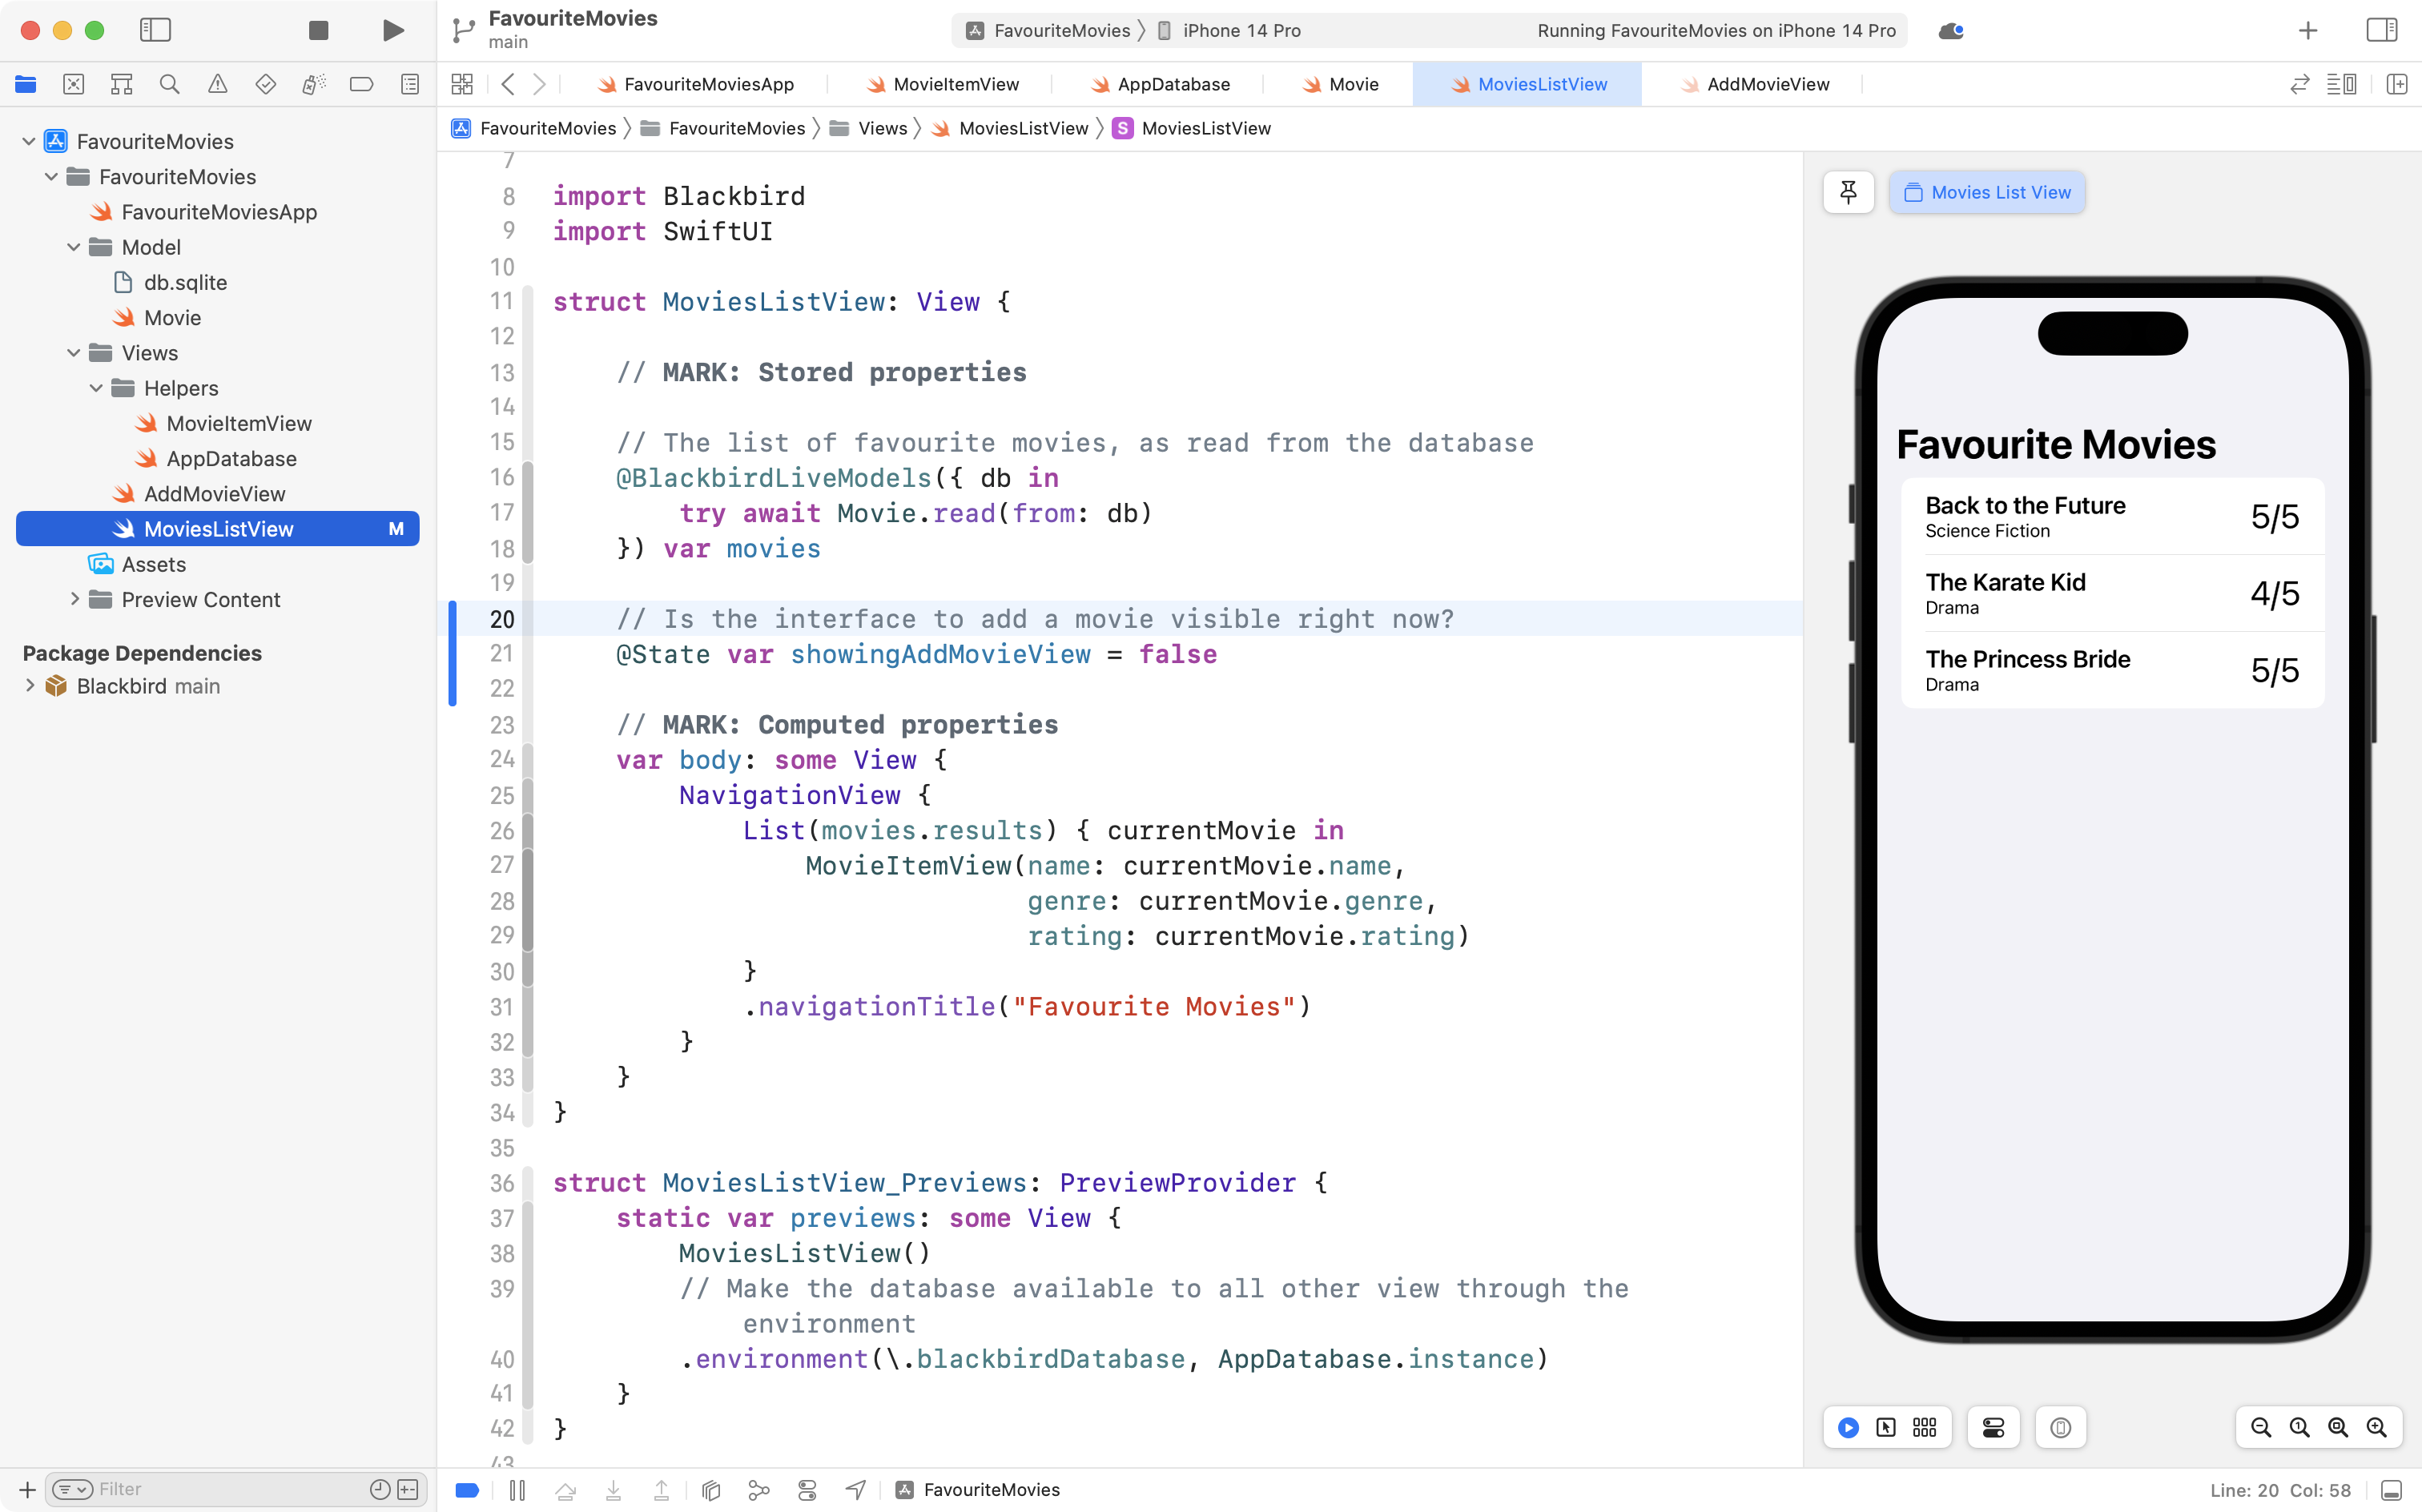 FavouriteMovies
main
FavouriteMovies
iPhone 14 Pro
Running FavouriteMovies on iPhone 14 Pro
FavouriteMoviesApp
MovieItemView
AppDatabase
Movie
MoviesListView
AddMovieView
FavouriteMovies
FavouriteMovies
Views
MoviesListView
S MoviesListView
FavouriteMovies
FavouriteMovies
FavouriteMoviesApp
Model
db.sqlite
Movie
Views
Helpers
MovieItemView
AppDatabase
AddMovieView
MoviesListView M
Assets
Preview Content
Package Dependencies
Blackbird main
Filter
7
8 import Blackbird
9 import SwiftUI
10
11 struct MoviesListView: View {
12
13 // MARK: Stored properties
14
15 // The list of favourite movies, as read from the database
16 @BlackbirdLiveModels({ db in
17 try await Movie.read(from: db)
18 }) var movies
19
20 // Is the interface to add a movie visible right now?
21 @State var showingAddMovieView = false
22
23 // MARK: Computed properties
24 var body: some View {
25 NavigationView {
26 List(movies.results) { currentMovie in
27 MovieItemView(name: currentMovie.name,
28 genre: currentMovie.genre,
29 rating: currentMovie.rating)
30 }
31 .navigationTitle("Favourite Movies")
32 }
33 }
34 }
35
36 struct MoviesListView_Previews: PreviewProvider {
37 static var previews: some View {
38 MoviesListView()
39 // Make the database available to all other view through the
environment
40 .environment(\.blackbirdDatabase, AppDatabase.instance)
41 }
42 }
43
Movies List View
Favourite Movies
Back to the Future
Science Fiction
5/5
The Karate Kid
Drama
4/5
The Princess Bride
Drama
5/5
FavouriteMovies
Line: 20 Col: 58